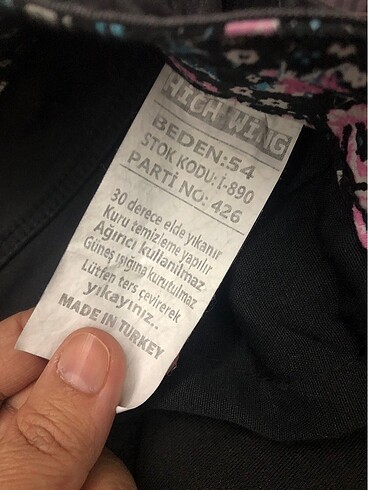 HIGH WING
BEDEN:54
STOK KODU: İ-890
PARTİ NO: 426
30 derece elde yıkanır
Kuru temizleme yapılır
Ağırıcı kullanılmaz
Güneş ışığına kurutulmaz
Lütfen ters çevirerek
yıkayınız..
MADE IN TURKEY